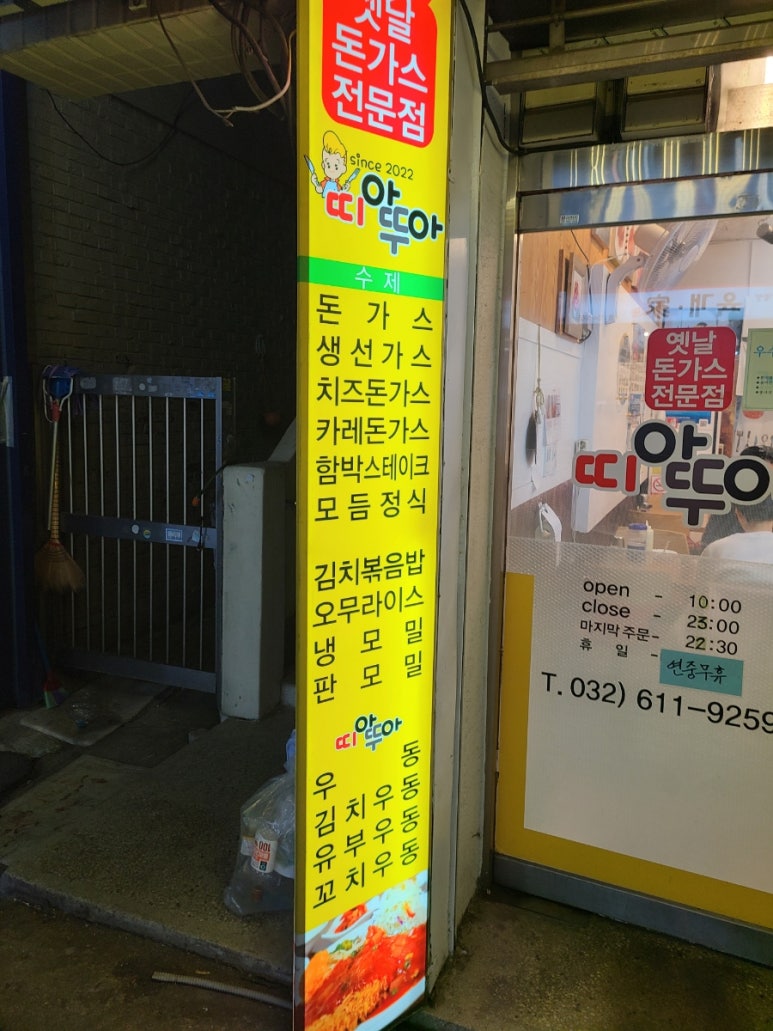 옛날
돈가스
전문점
since 2022
띠아뚜아
수제
돈가스
생선가스
치즈돈가스
카레돈가스
함박스테이크
모듬정식
김치볶음밥
오무라이스
냉모밀
판모밀
띠아뚜아
우동
김치우동
유부우동
꼬치우동
옛날
돈가스
전문점
띠아뚜아
open - 10:00
close - 23:00
마지막 주문 - 22:30
휴일 - 연중무휴
T. 032) 611-9259